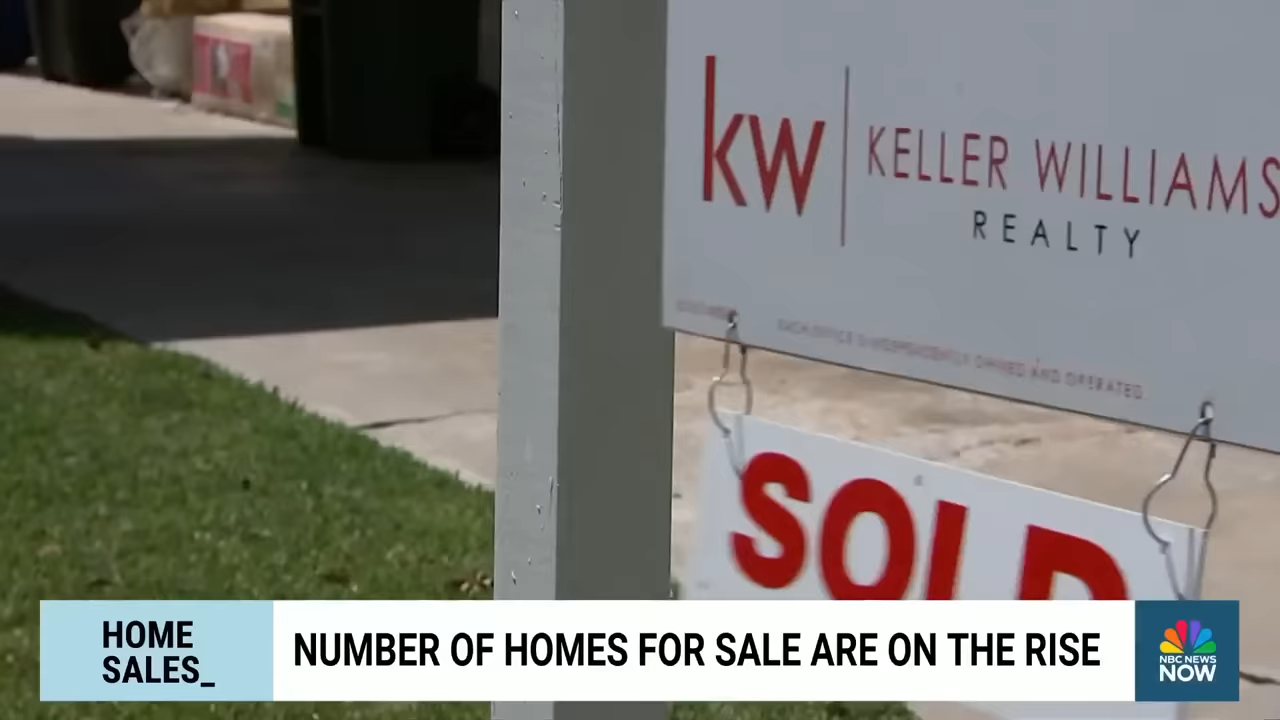 kw
KELLER WILLIAMS
REALTY
EACH OFFICE IS INDEPENDENTLY OWNED AND OPERATED
SOLD
HOME
SALES_
NUMBER OF HOMES FOR SALE ARE ON THE RISE
NBC NEWS
NOW